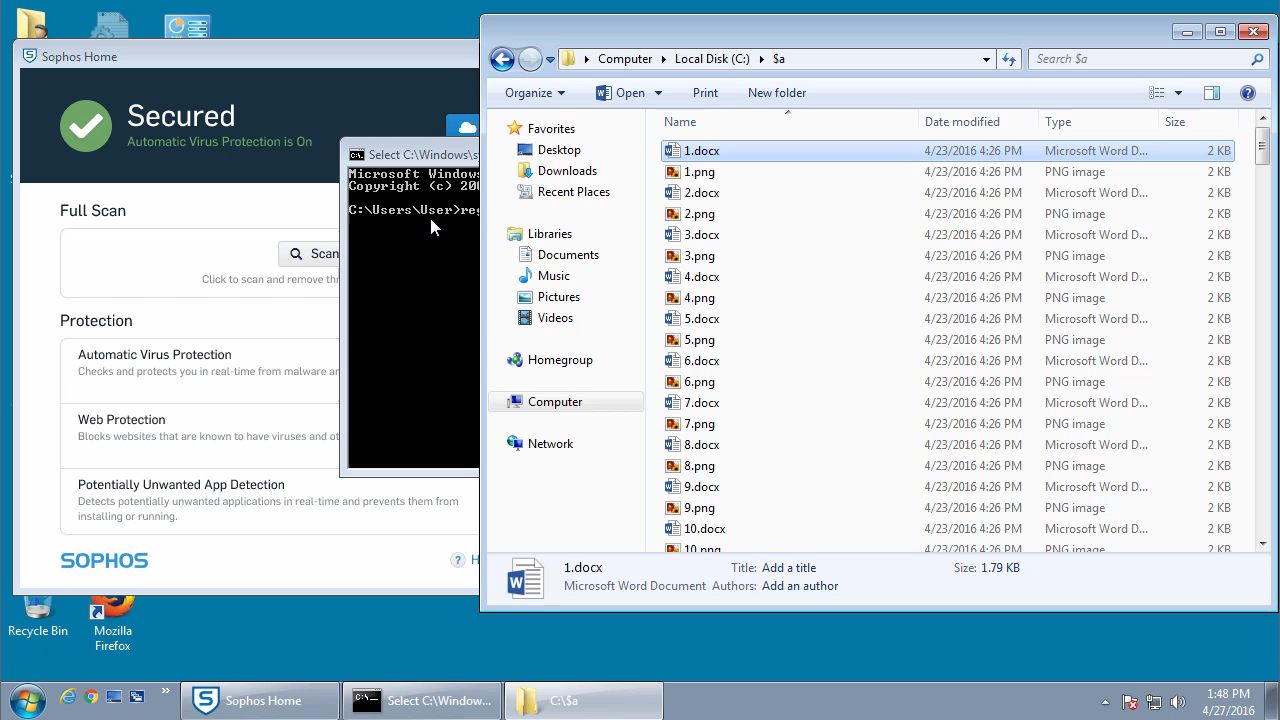 Sophos Home
Secured
Automatic Virus Protection is On
Full Scan
Scan
Click to scan and remove
Protection
Automatic Virus Protection
Checks and protects you in real-time from malware
Web Protection
Blocks websites that are known to have viruses and
Potentially Unwanted App Detection
Detects potentially unwanted applications in real-time and prevents them from
installing or running.
SOPHOS
?
Select C:\Windows\s
Microsoft Windows
Copyright (c) 200
C:\Users\User>reg
Computer Local Disk (C:) $a
Search $a
Organize Open Print New folder
Name Date modified Type Size
Favorites
Desktop
Downloads
Recent Places
Libraries
Documents
Music
Pictures
Videos
Homegroup
Computer
Network
1.docx 4/23/2016 4:26 PM Microsoft Word D... 2 KB
1.png 4/23/2016 4:26 PM PNG image 2 KB
2.docx 4/23/2016 4:26 PM Microsoft Word D... 2 KB
2.png 4/23/2016 4:26 PM PNG image 2 KB
3.docx 4/23/2016 4:26 PM Microsoft Word D... 2 KB
3.png 4/23/2016 4:26 PM PNG image 2 KB
4.docx 4/23/2016 4:26 PM Microsoft Word D... 2 KB
4.png 4/23/2016 4:26 PM PNG image 2 KB
5.docx 4/23/2016 4:26 PM Microsoft Word D... 2 KB
5.png 4/23/2016 4:26 PM PNG image 2 KB
6.docx 4/23/2016 4:26 PM Microsoft Word D... 2 KB
6.png 4/23/2016 4:26 PM PNG image 2 KB
7.docx 4/23/2016 4:26 PM Microsoft Word D... 2 KB
7.png 4/23/2016 4:26 PM PNG image 2 KB
8.docx 4/23/2016 4:26 PM Microsoft Word D... 2 KB
8.png 4/23/2016 4:26 PM PNG image 2 KB
9.docx 4/23/2016 4:26 PM Microsoft Word D... 2 KB
9.png 4/23/2016 4:26 PM PNG image 2 KB
10.docx 4/23/2016 4:26 PM Microsoft Word D... 2 KB
10.png 4/23/2016 4:26 PM PNG image 2 KB
1.docx Title: Add a title Size: 1.79 KB
Microsoft Word Document Authors: Add an author
Recycle Bin
Mozilla
Firefox
Sophos Home
Select C:\Window...
C:\$a
1:48 PM
4/27/2016